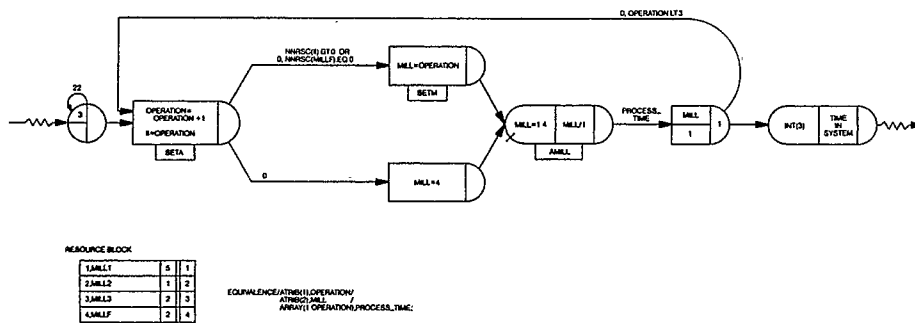 0, OPERATION.LT.3
22
3
OPERATION=
OPERATION + 1
II=OPERATION
SETA
NNRSC(II).GT.0 OR
0, NNRSC(MILLF).EQ.0
MILL=OPERATION
SETM
0
MILL=4
MILL=1,4
MILL/1
AMILL
PROCESS_
TIME
MILL
1
1
INT(3)
TIME
IN
SYSTEM
RESOURCE BLOCK
1,MILL1 5 1
2,MILL2 1 2
3,MILL3 2 3
4,MILLF 2 4
EQUIVALENCE/ATRIB(1),OPERATION/
ATRIB(2),MILL /
ARRAY(1,OPERATION),PROCESS_TIME;